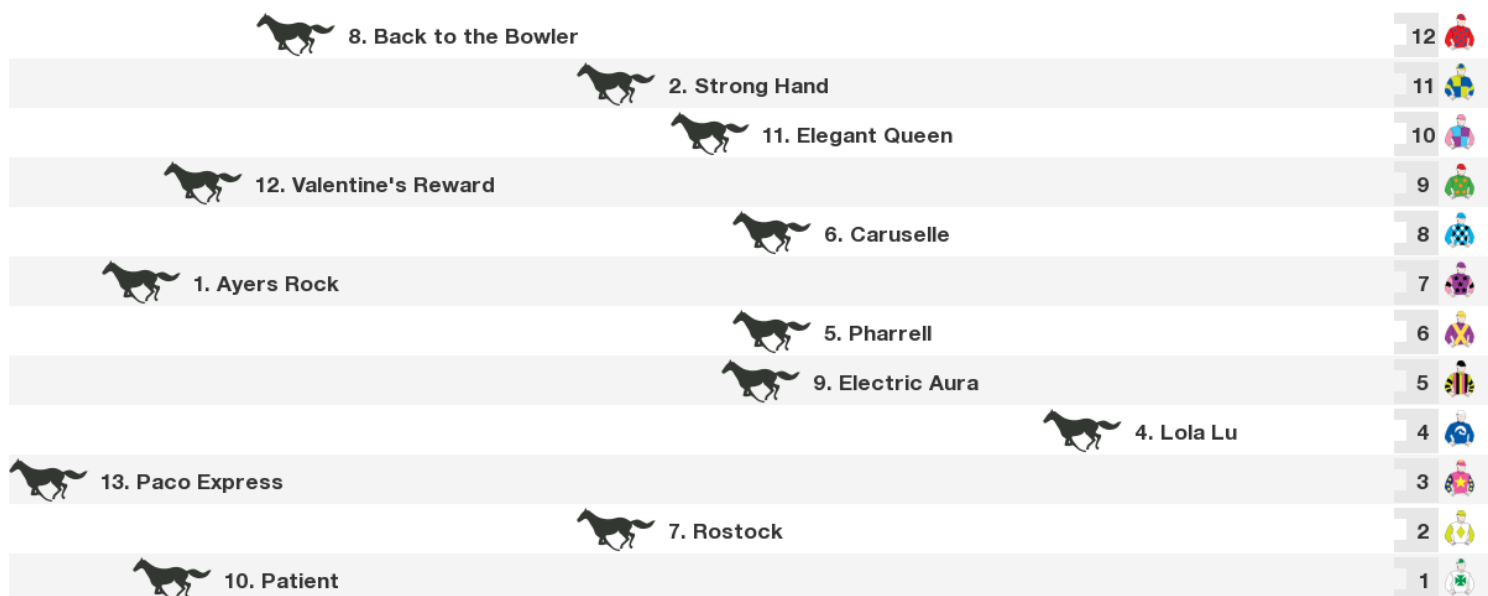 8. Back to the Bowler 12
2. Strong Hand 11
11. Elegant Queen 10
12. Valentine's Reward 9
6. Caruselle 8
1. Ayers Rock 7
5. Pharrell 6
9. Electric Aura 5
4. Lola Lu 4
13. Paco Express 3
7. Rostock 2
10. Patient 1